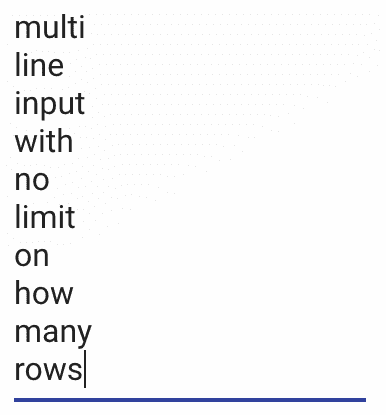 multi
line
input
with
no
limit
on
how
many
rows